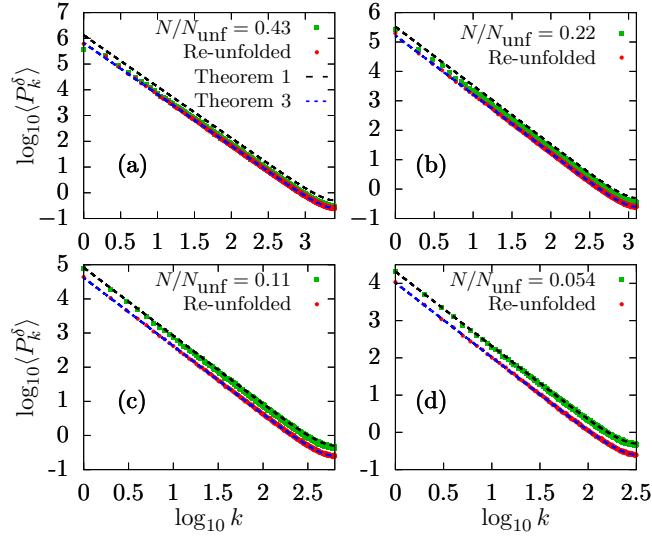 N/N_unf = 0.43
Re-unfolded
Theorem 1
Theorem 3
(a)
log10⟨P_k^δ⟩
7
6
5
4
3
2
1
0
−1
0 0.5 1 1.5 2 2.5 3
N/N_unf = 0.22
Re-unfolded
(b)
6
5
4
3
2
1
0
−1
0 0.5 1 1.5 2 2.5 3
N/N_unf = 0.11
Re-unfolded
(c)
log10⟨P_k^δ⟩
5
4
3
2
1
0
-1
0 0.5 1 1.5 2 2.5
log10 k
N/N_unf = 0.054
Re-unfolded
(d)
4
3
2
1
0
-1
0 0.5 1 1.5 2 2.5
log10 k